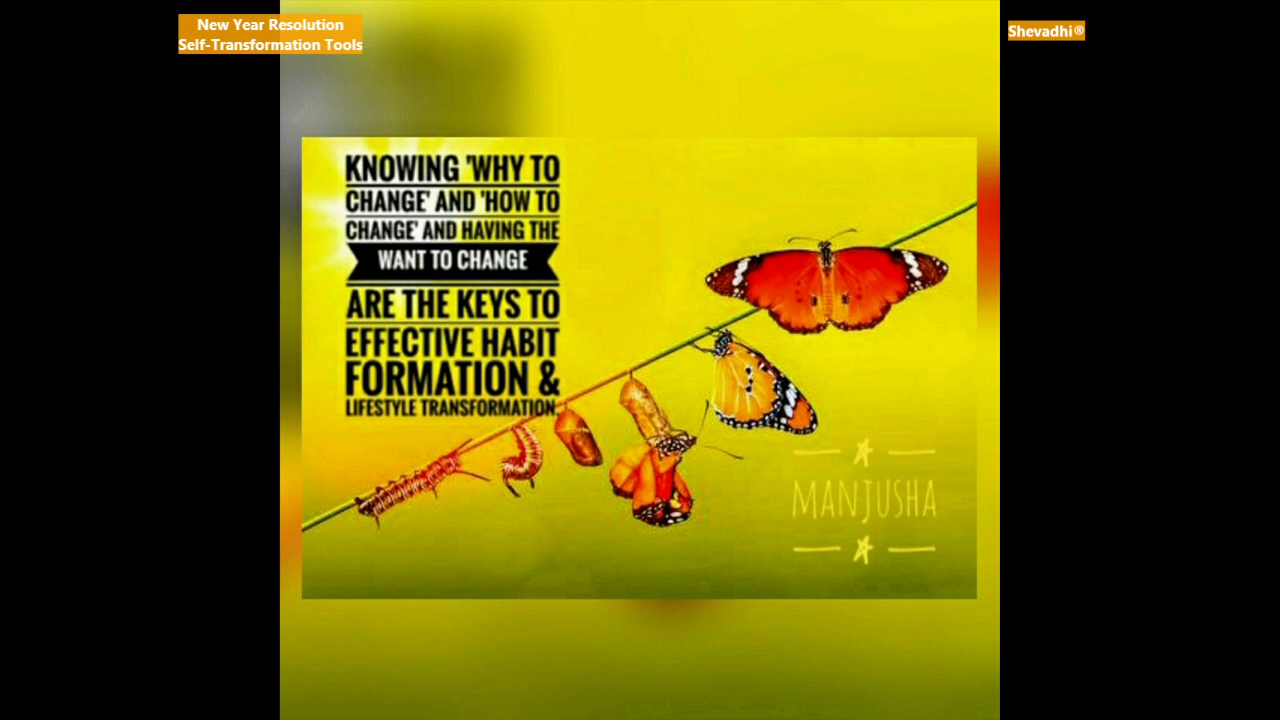 New Year Resolution
Self-Transformation Tools
Shevadhi®
KNOWING 'WHY TO
CHANGE' AND 'HOW TO
CHANGE' AND HAVING THE
WANT TO CHANGE
ARE THE KEYS TO
EFFECTIVE HABIT
FORMATION &
LIFESTYLE TRANSFORMATION.
MANJUSHA